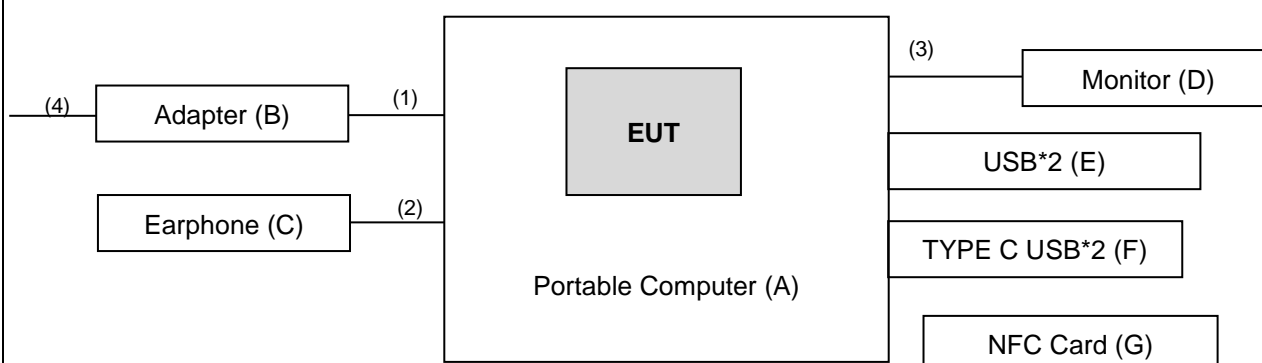 (3)
Monitor (D)
(4)
Adapter (B)
(1)
EUT
USB*2 (E)
Earphone (C)
(2)
TYPE C USB*2 (F)
Portable Computer (A)
NFC Card (G)